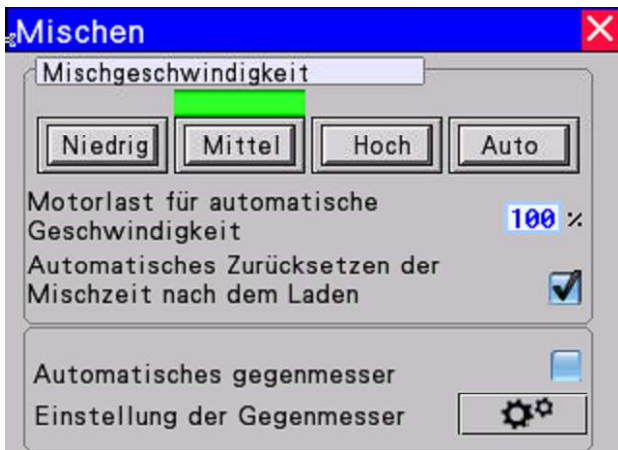 Mischen
Mischgeschwindigkeit
Niedrig Mittel Hoch Auto
Motorlast für automatische
Geschwindigkeit
100 %
Automatisches Zurücksetzen der
Mischzeit nach dem Laden
Automatisches gegenmesser
Einstellung der Gegenmesser